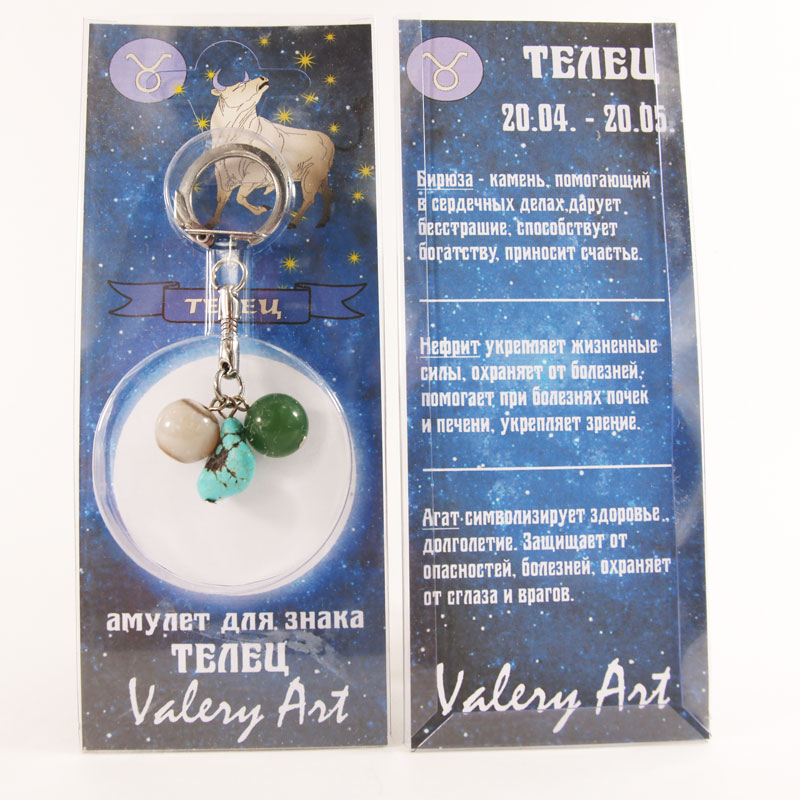 ТЕЛЕЦ
амулет для знака
ТЕЛЕЦ
Valery Art
ТЕЛЕЦ
20.04. - 20.05.
Бирюза - камень, помогающий
в сердечных делах,дарует
бесстрашие, способствует
богатству, приносит счастье.
Нефрит укрепляет жизненные
силы, охраняет от болезней,
помогает при болезнях почек
и печени, укрепляет зрение.
Агат символизирует здоровье,
долголетие. Защищает от
опасностей, болезней, охраняет
от сглаза и врагов.
Valery Art